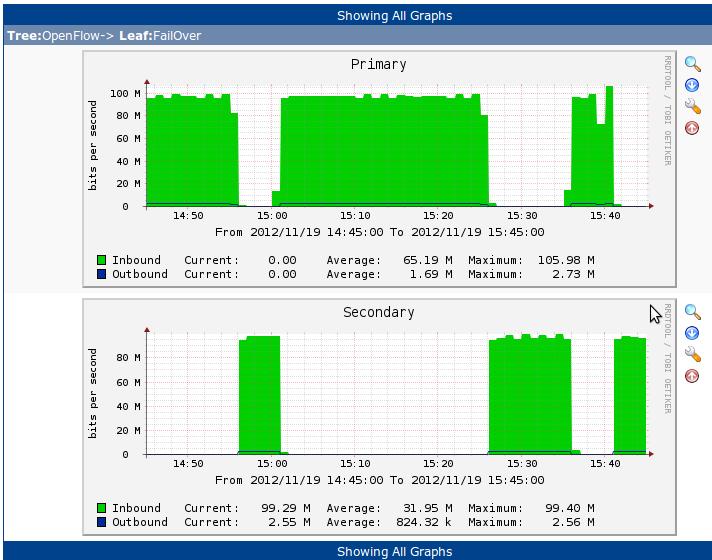 Showing All Graphs
Tree:OpenFlow-> Leaf:FailOver
Primary
RRDTOOL / TOBI OETIKER
bits per second
100 M
80 M
60 M
40 M
20 M
0
14:50 15:00 15:10 15:20 15:30 15:40
From 2012/11/19 14:45:00 To 2012/11/19 15:45:00
Inbound Current: 0.00 Average: 65.19 M Maximum: 105.98 M
Outbound Current: 0.00 Average: 1.69 M Maximum: 2.73 M
Secondary
RRDTOOL / TOBI OETIKER
bits per second
80 M
60 M
40 M
20 M
0
14:50 15:00 15:10 15:20 15:30 15:40
From 2012/11/19 14:45:00 To 2012/11/19 15:45:00
Inbound Current: 99.29 M Average: 31.95 M Maximum: 99.40 M
Outbound Current: 2.55 M Average: 824.32 k Maximum: 2.56 M
Showing All Graphs